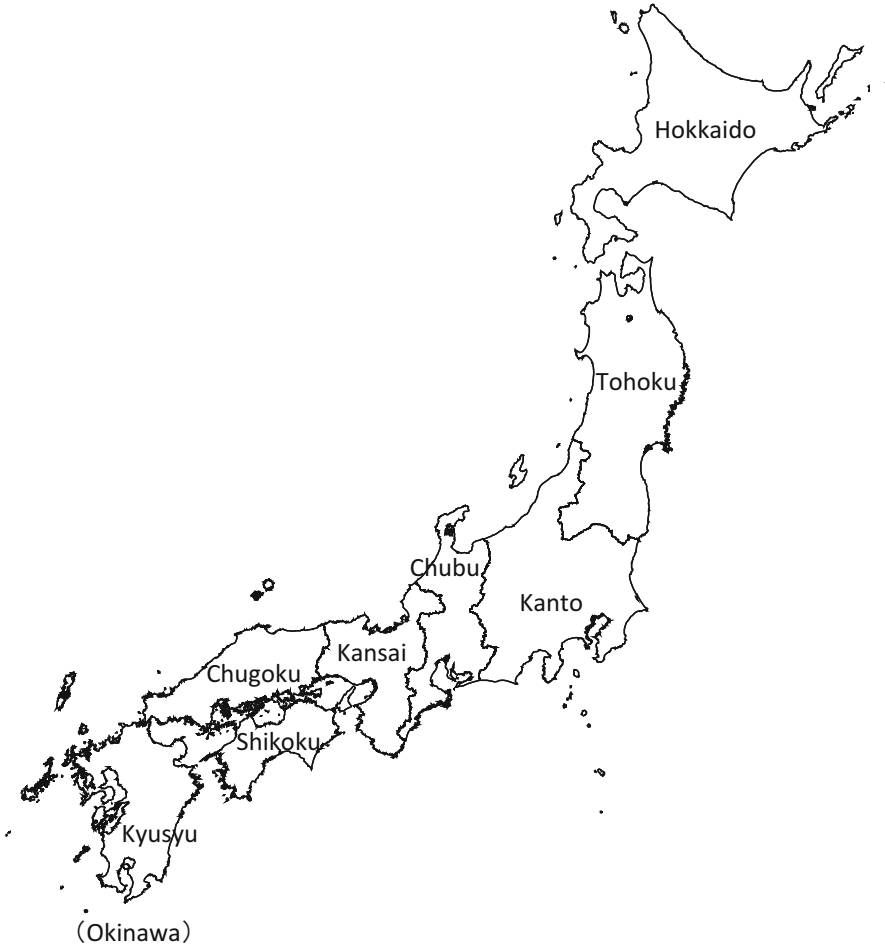 Hokkaido
Tohoku
Chubu
Kanto
Kansai
Chugoku
Shikoku
Kyusyu
（Okinawa）